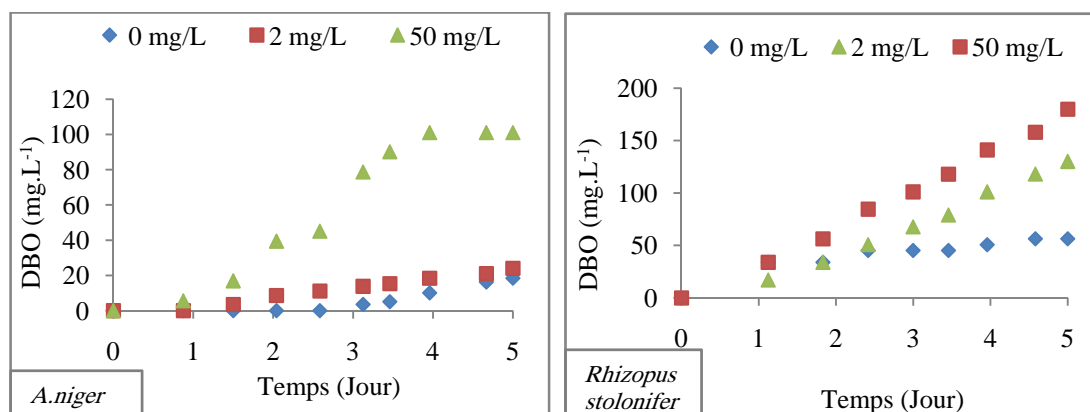 0 mg/L 2 mg/L 50 mg/L
120
100
80
60
40
20
0
DBO (mg.L-1)
0 1 2 3 4 5
Temps (Jour)
A.niger
0 mg/L 2 mg/L 50 mg/L
200
150
100
50
0
DBO (mg.L-1)
0 1 2 3 4 5
Temps (Jour)
Rhizopus
stolonifer